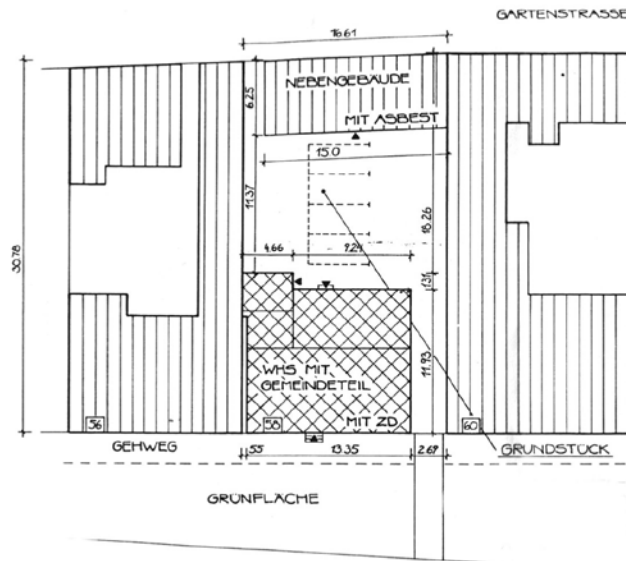 GARTENSTRASSE
16.61
NEBENGEBÄUDE
6.25
MIT ASBEST
15.0
11.37
18.26
30.78
4.66
9.24
1.31
11.93
WHS MIT
GEMEINDETEIL
56
58
MIT ZD
60
GEHWEG
55
13.35
2.69
GRUNDSTÜCK
GRÜNFLÄCHE